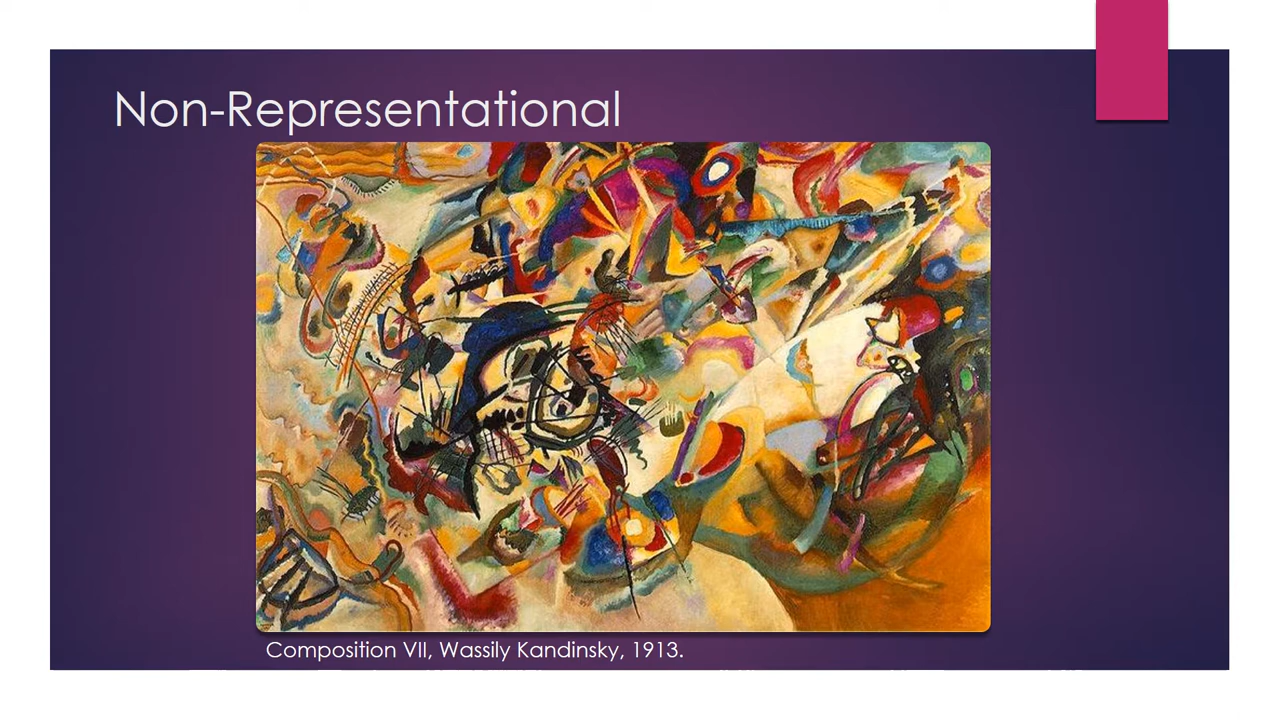 Non-Representational
Composition VII, Wassily Kandinsky, 1913.